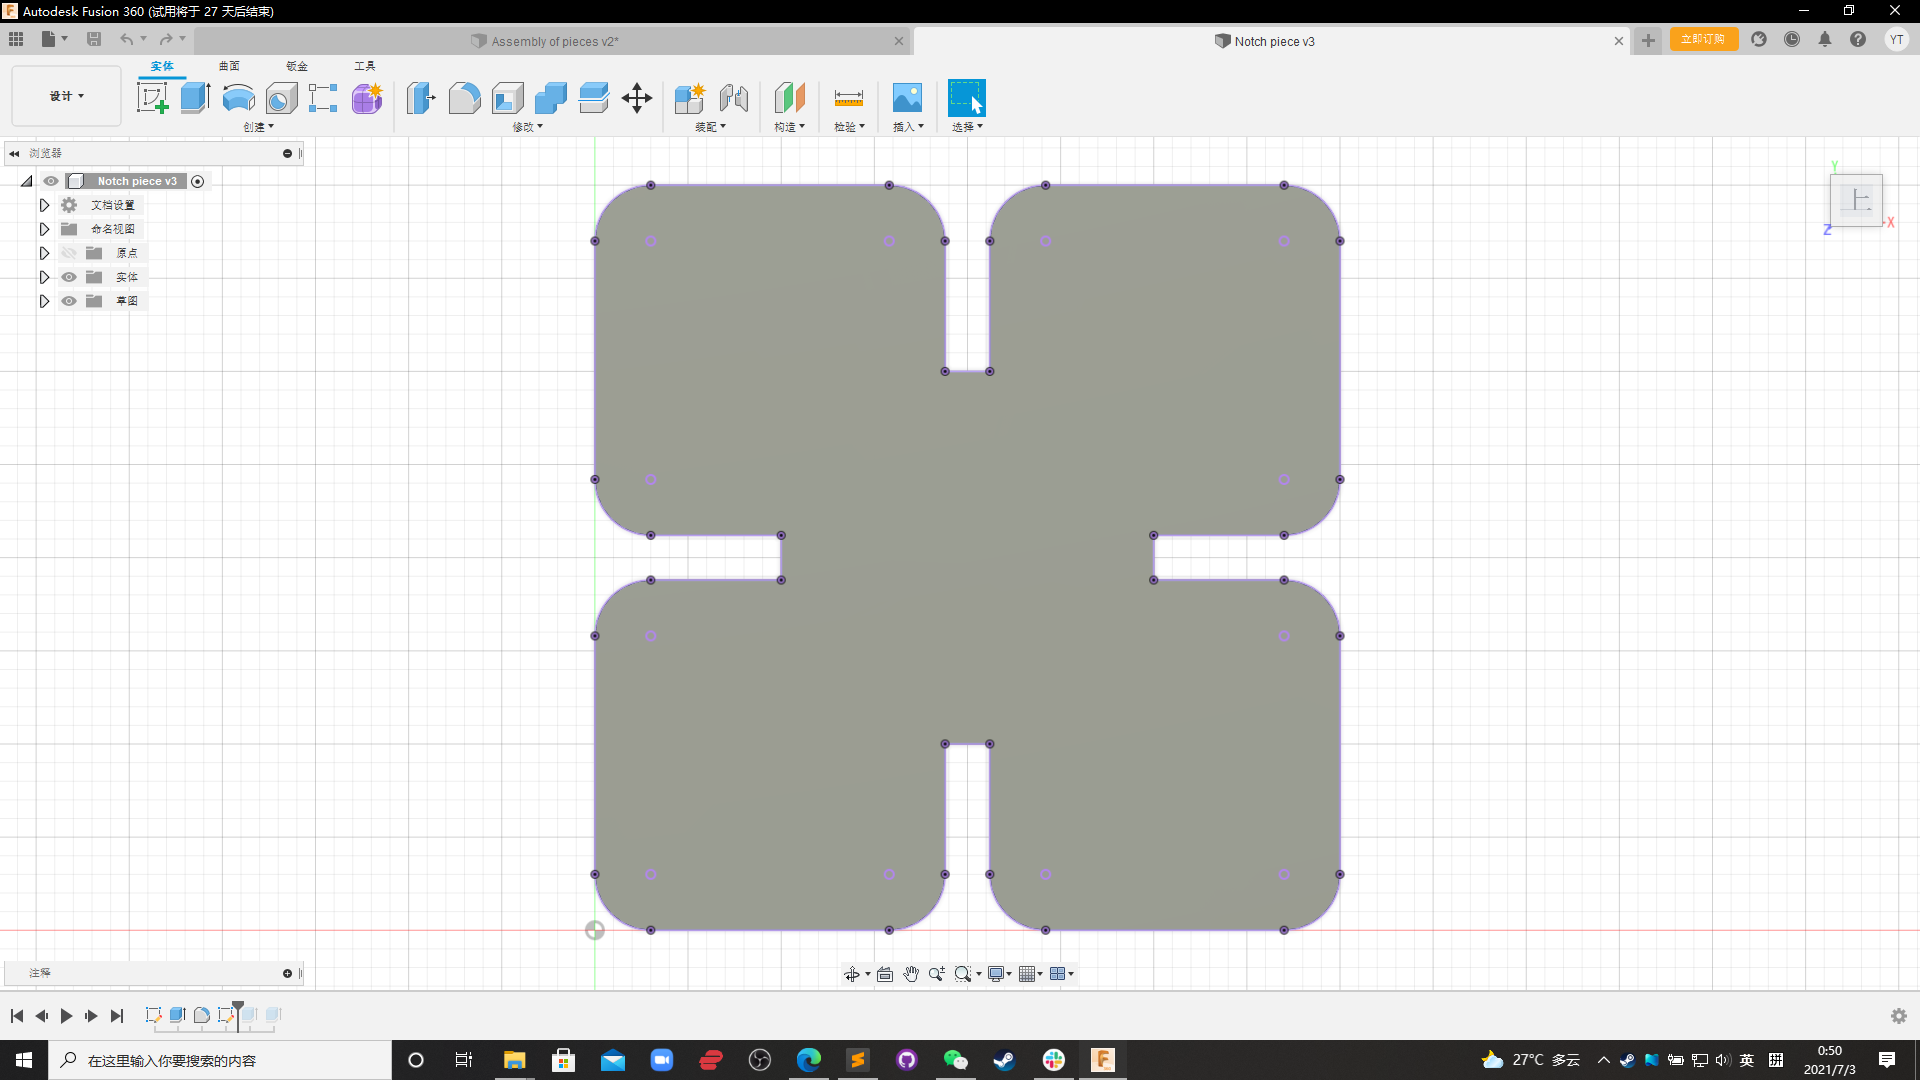 Autodesk Fusion 360 (试用将于 27 天后结束)
Assembly of pieces v2*
Notch piece v3
立即订购
YT
设计
实体 曲面 钣金 工具
创建 修改 装配 构造 检验 插入 选择
浏览器
Notch piece v3
文档设置
命名视图
原点
实体
草图
Y
上
X
Z
注释
在这里输入你要搜索的内容
27°C 多云
英
拼
0:50
2021/7/3